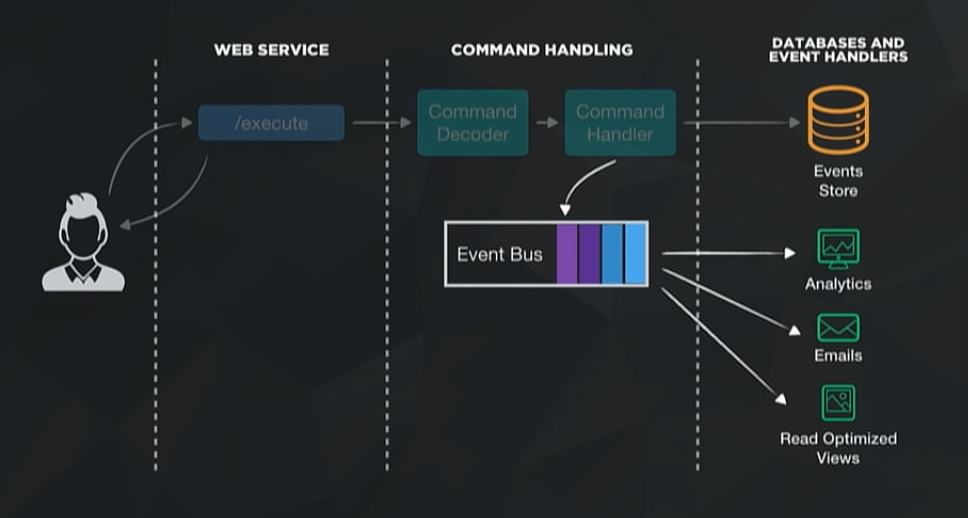 WEB SERVICE
COMMAND HANDLING
DATABASES AND
EVENT HANDLERS
/execute
Command
Decoder
Command
Handler
Events
Store
Event Bus
Analytics
Emails
Read Optimized
Views